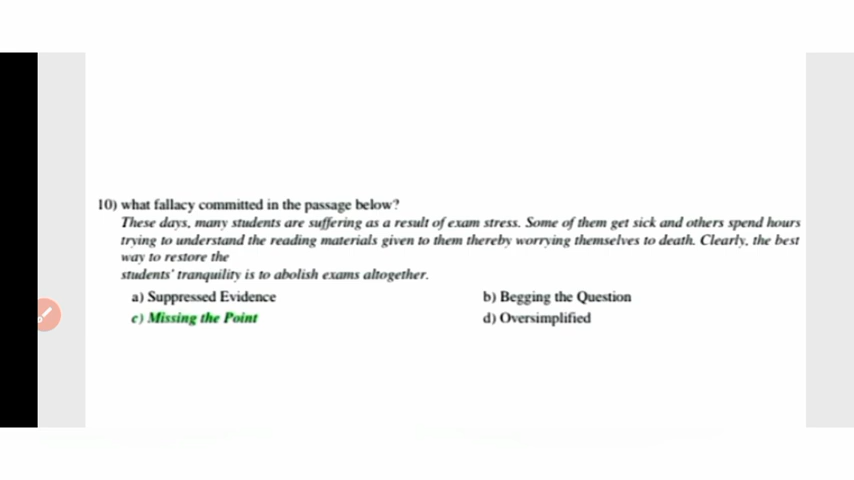 10) what fallacy committed in the passage below?
These days, many students are suffering as a result of exam stress. Some of them get sick and others spend hours
trying to understand the reading materials given to them thereby worrying themselves to death. Clearly, the best
way to restore the
students' tranquility is to abolish exams altogether.
a) Suppressed Evidence b) Begging the Question
c) Missing the Point d) Oversimplified